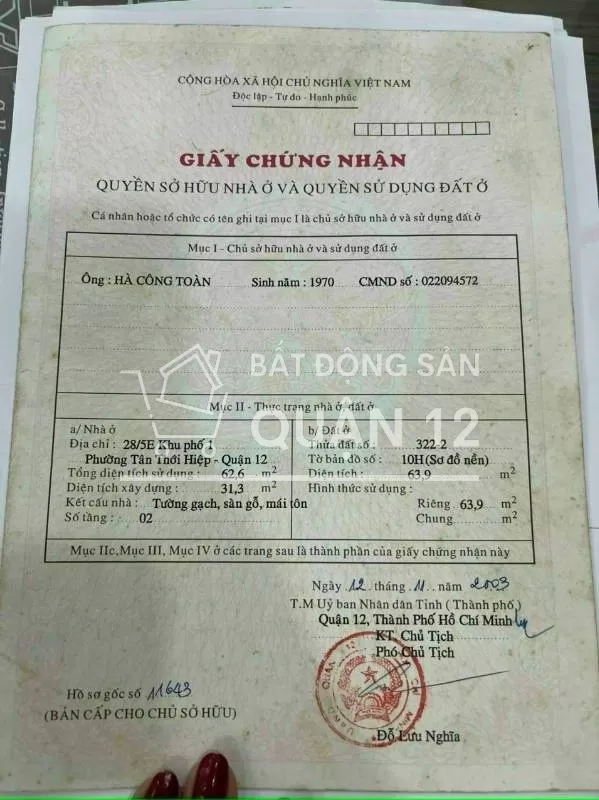 CỘNG HÒA XÃ HỘI CHỦ NGHĨA VIỆT NAM
Độc lập - Tự do - Hạnh phúc
GIẤY CHỨNG NHẬN
QUYỀN SỞ HỮU NHÀ Ở VÀ QUYỀN SỬ DỤNG ĐẤT Ở
Cá nhân hoặc tổ chức có tên ghi tại mục I là chủ sở hữu nhà ở và sử dụng đất ở
Mục I - Chủ sở hữu nhà ở và sử dụng đất ở
Ông : HÀ CÔNG TOÀN Sinh năm : 1970 CMND số : 022094572
BẤT ĐỘNG SẢN
QUẬN 12
Mục II - Thực trạng nhà ở, đất ở
a/ Nhà ở
Địa chỉ : 28/5E Khu phố 1
Phường Tân Thới Hiệp - Quận 12
Tổng diện tích sử dụng : 62,6 m2
Diện tích xây dựng : 31,3 m2
Kết cấu nhà : Tường gạch, sàn gỗ, mái tôn
Số tầng : 02
b/ Đất ở
Thửa đất số : 322-2
Tờ bản đồ số : 10H(Sơ đồ nền)
Diện tích : 63,9 m2
Hình thức sử dụng :
Riêng : 63,9 m2
Chung : m2
Mục IIc,Mục III, Mục IV ở các trang sau là thành phần của giấy chứng nhận này
Ngày 12 tháng 11 năm 2003
T.M Uỷ ban Nhân dân Tỉnh ( Thành phố )
Quận 12, Thành Phố Hồ Chí Minh
KT, Chủ Tịch
Phó Chủ Tịch
Hồ sơ gốc số 11643
(BẢN CẤP CHO CHỦ SỞ HỮU)
Đỗ Lưu Nghĩa